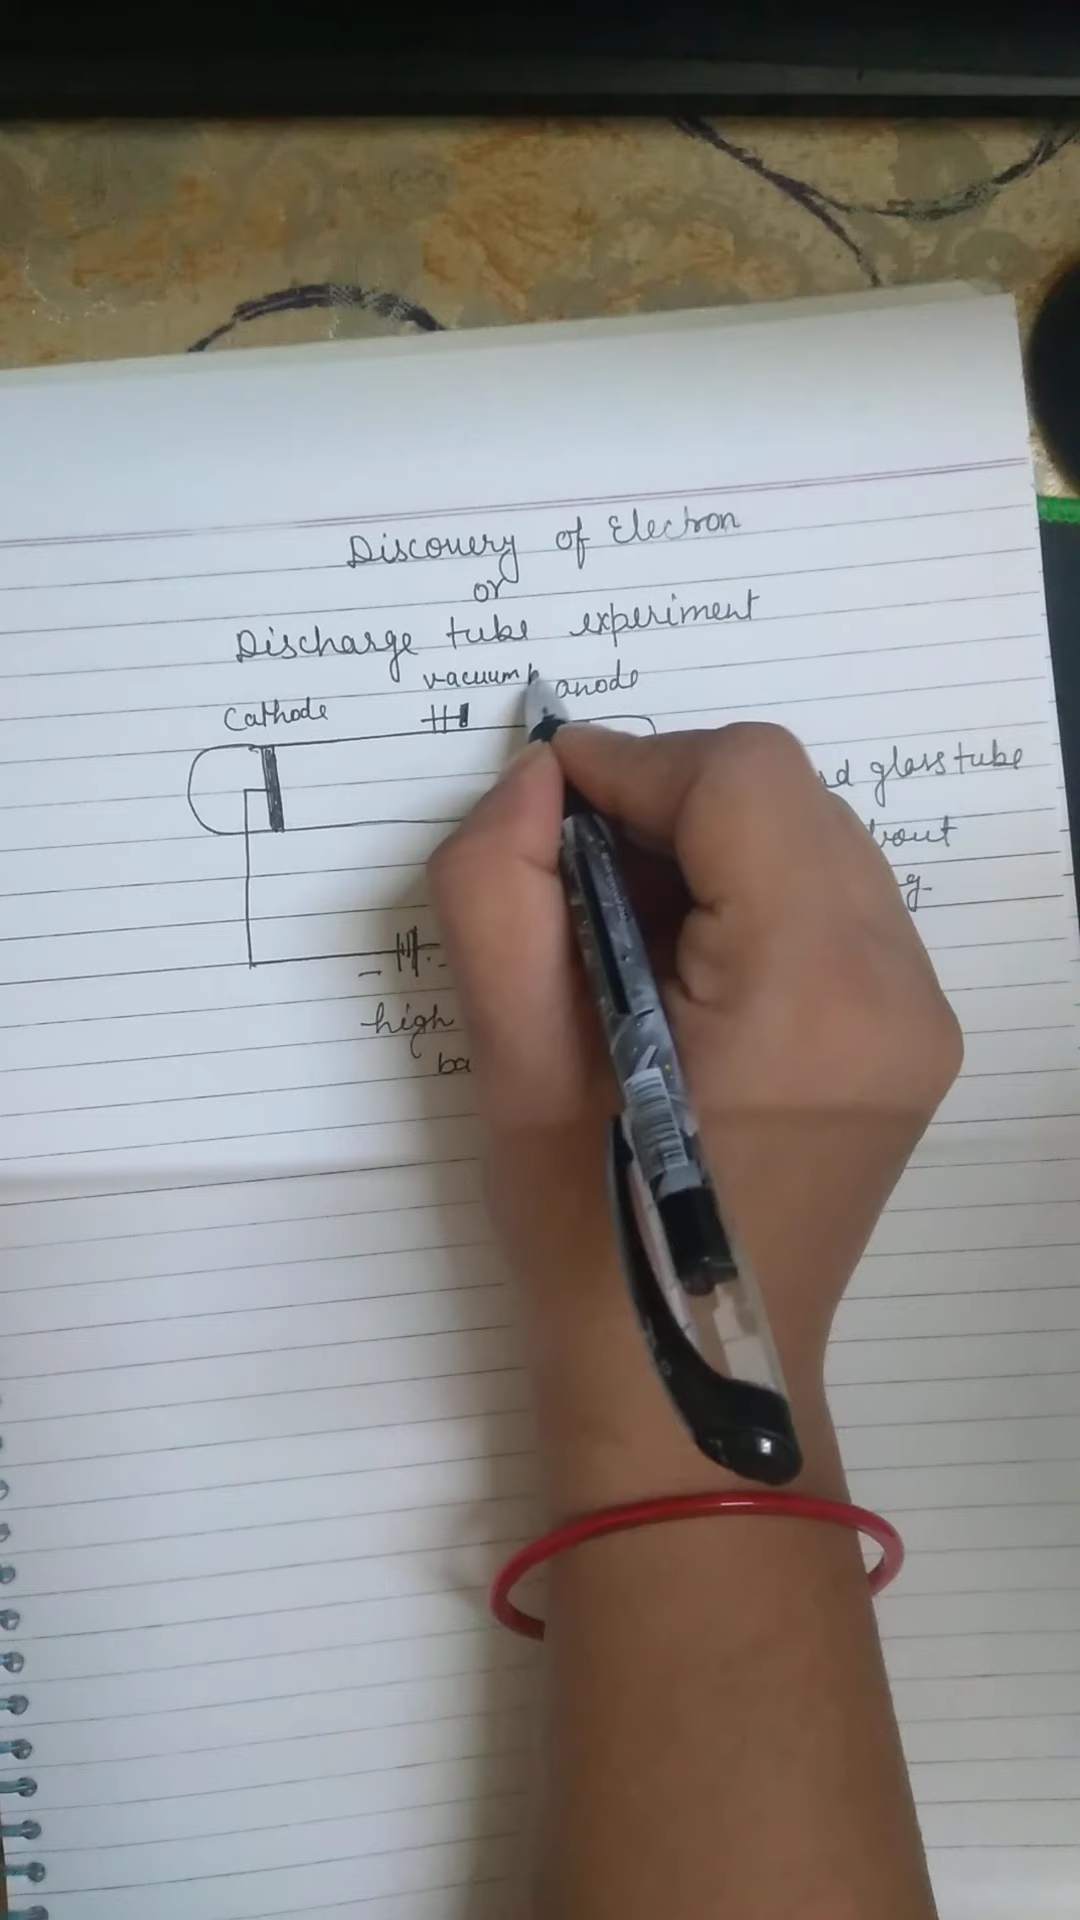 Discovery of Electron
or
Discharge tube experiment
vacuum anode
Cathode
glass tube
high